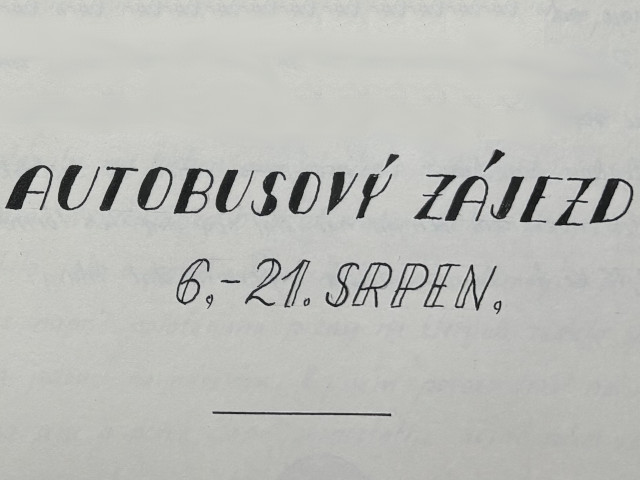 AUTOBUSOVÝ ZÁJEZD
6.-21. SRPEN,